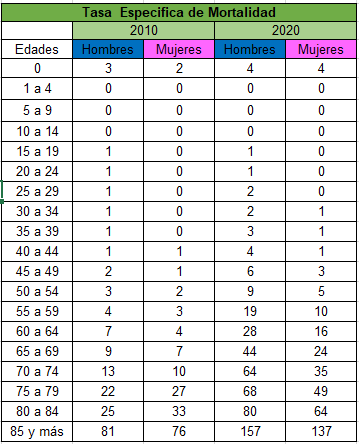 Tasa Especifica de Mortalidad
2010 2020
Edades Hombres Mujeres Hombres Mujeres
0 3 2 4 4
1 a 4 0 0 0 0
5 a 9 0 0 0 0
10 a 14 0 0 0 0
15 a 19 1 0 1 0
20 a 24 1 0 1 0
25 a 29 1 0 2 0
30 a 34 1 0 2 1
35 a 39 1 0 3 1
40 a 44 1 1 4 1
45 a 49 2 1 6 3
50 a 54 3 2 9 5
55 a 59 4 3 19 10
60 a 64 7 4 28 16
65 a 69 9 7 44 24
70 a 74 13 10 64 35
75 a 79 22 27 68 49
80 a 84 25 33 80 64
85 y más 81 76 157 137